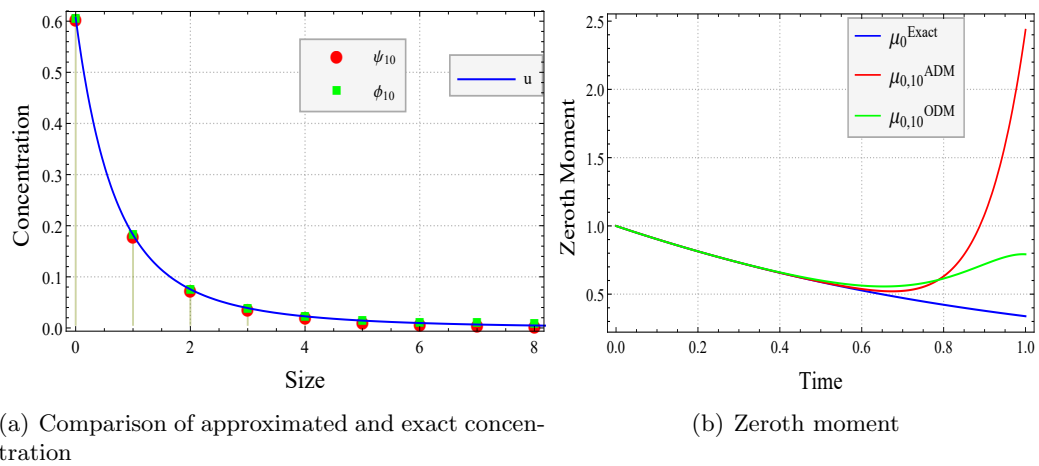 0.6
0.5
0.4
0.3
0.2
0.1
0.0
0
2
4
6
8
Concentration
Size
ψ10
ϕ10
u
2.5
2.0
1.5
1.0
0.5
0.0
0.2
0.4
0.6
0.8
1.0
Zeroth Moment
Time
μ0Exact
μ0,10ADM
μ0,10ODM
(a) Comparison of approximated and exact concen-
tration
(b) Zeroth moment